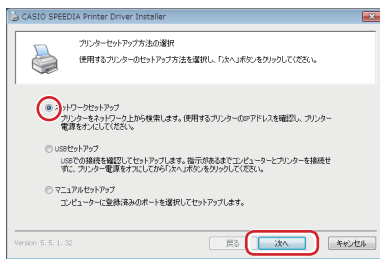 CASIO SPEEDIA Printer Driver Installer
プリンターセットアップ方法の選択
使用するプリンターのセットアップ方法を選択し、「次へ」ボタンをクリックしてください。
ネットワークセットアップ
プリンターをネットワーク上から検索します。使用するプリンターのIPアドレスを確認し、プリンター
電源をオンにしてください。
USBセットアップ
USBでの接続を確認してセットアップします。指示があるまでコンピューターとプリンターを接続せ
ずに、プリンター電源をオフにしてから「次へ」ボタンをクリックしてください。
マニュアルセットアップ
コンピューターに登録済みのポートを選択してセットアップします。
Version 5.5.1.32
戻る 次へ キャンセル